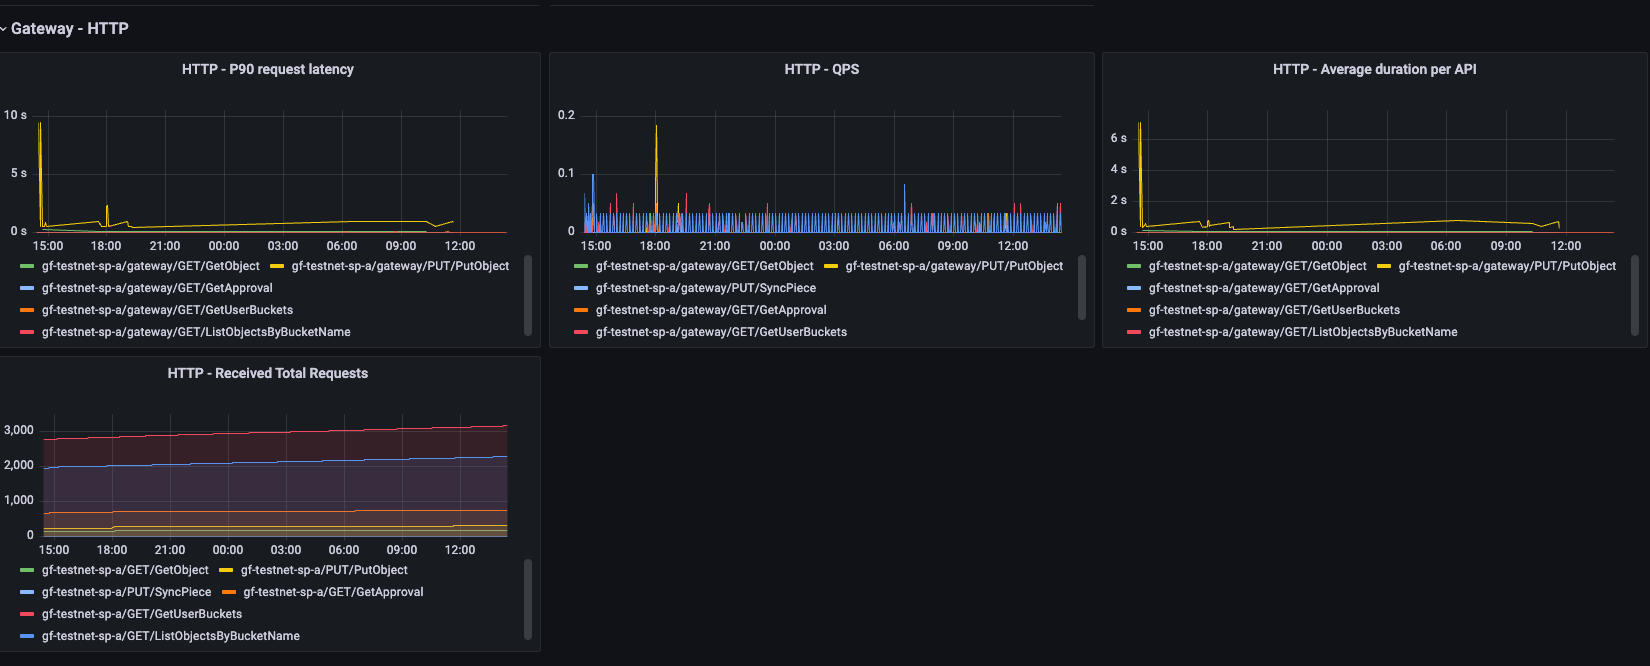 Gateway - HTTP
HTTP - P90 request latency
10 s
5 s
0 s
15:00 18:00 21:00 00:00 03:00 06:00 09:00 12:00
gf-testnet-sp-a/gateway/GET/GetObject gf-testnet-sp-a/gateway/PUT/PutObject
gf-testnet-sp-a/gateway/GET/GetApproval
gf-testnet-sp-a/gateway/GET/GetUserBuckets
gf-testnet-sp-a/gateway/GET/ListObjectsByBucketName
HTTP - QPS
0.2
0.1
0
15:00 18:00 21:00 00:00 03:00 06:00 09:00 12:00
gf-testnet-sp-a/gateway/GET/GetObject gf-testnet-sp-a/gateway/PUT/PutObject
gf-testnet-sp-a/gateway/PUT/SyncPiece
gf-testnet-sp-a/gateway/GET/GetApproval
gf-testnet-sp-a/gateway/GET/GetUserBuckets
HTTP - Average duration per API
6 s
4 s
2 s
0 s
15:00 18:00 21:00 00:00 03:00 06:00 09:00 12:00
gf-testnet-sp-a/gateway/GET/GetObject gf-testnet-sp-a/gateway/PUT/PutObject
gf-testnet-sp-a/gateway/GET/GetApproval
gf-testnet-sp-a/gateway/GET/GetUserBuckets
gf-testnet-sp-a/gateway/GET/ListObjectsByBucketName
HTTP - Received Total Requests
3,000
2,000
1,000
0
15:00 18:00 21:00 00:00 03:00 06:00 09:00 12:00
gf-testnet-sp-a/GET/GetObject gf-testnet-sp-a/PUT/PutObject
gf-testnet-sp-a/PUT/SyncPiece gf-testnet-sp-a/GET/GetApproval
gf-testnet-sp-a/GET/GetUserBuckets
gf-testnet-sp-a/GET/ListObjectsByBucketName